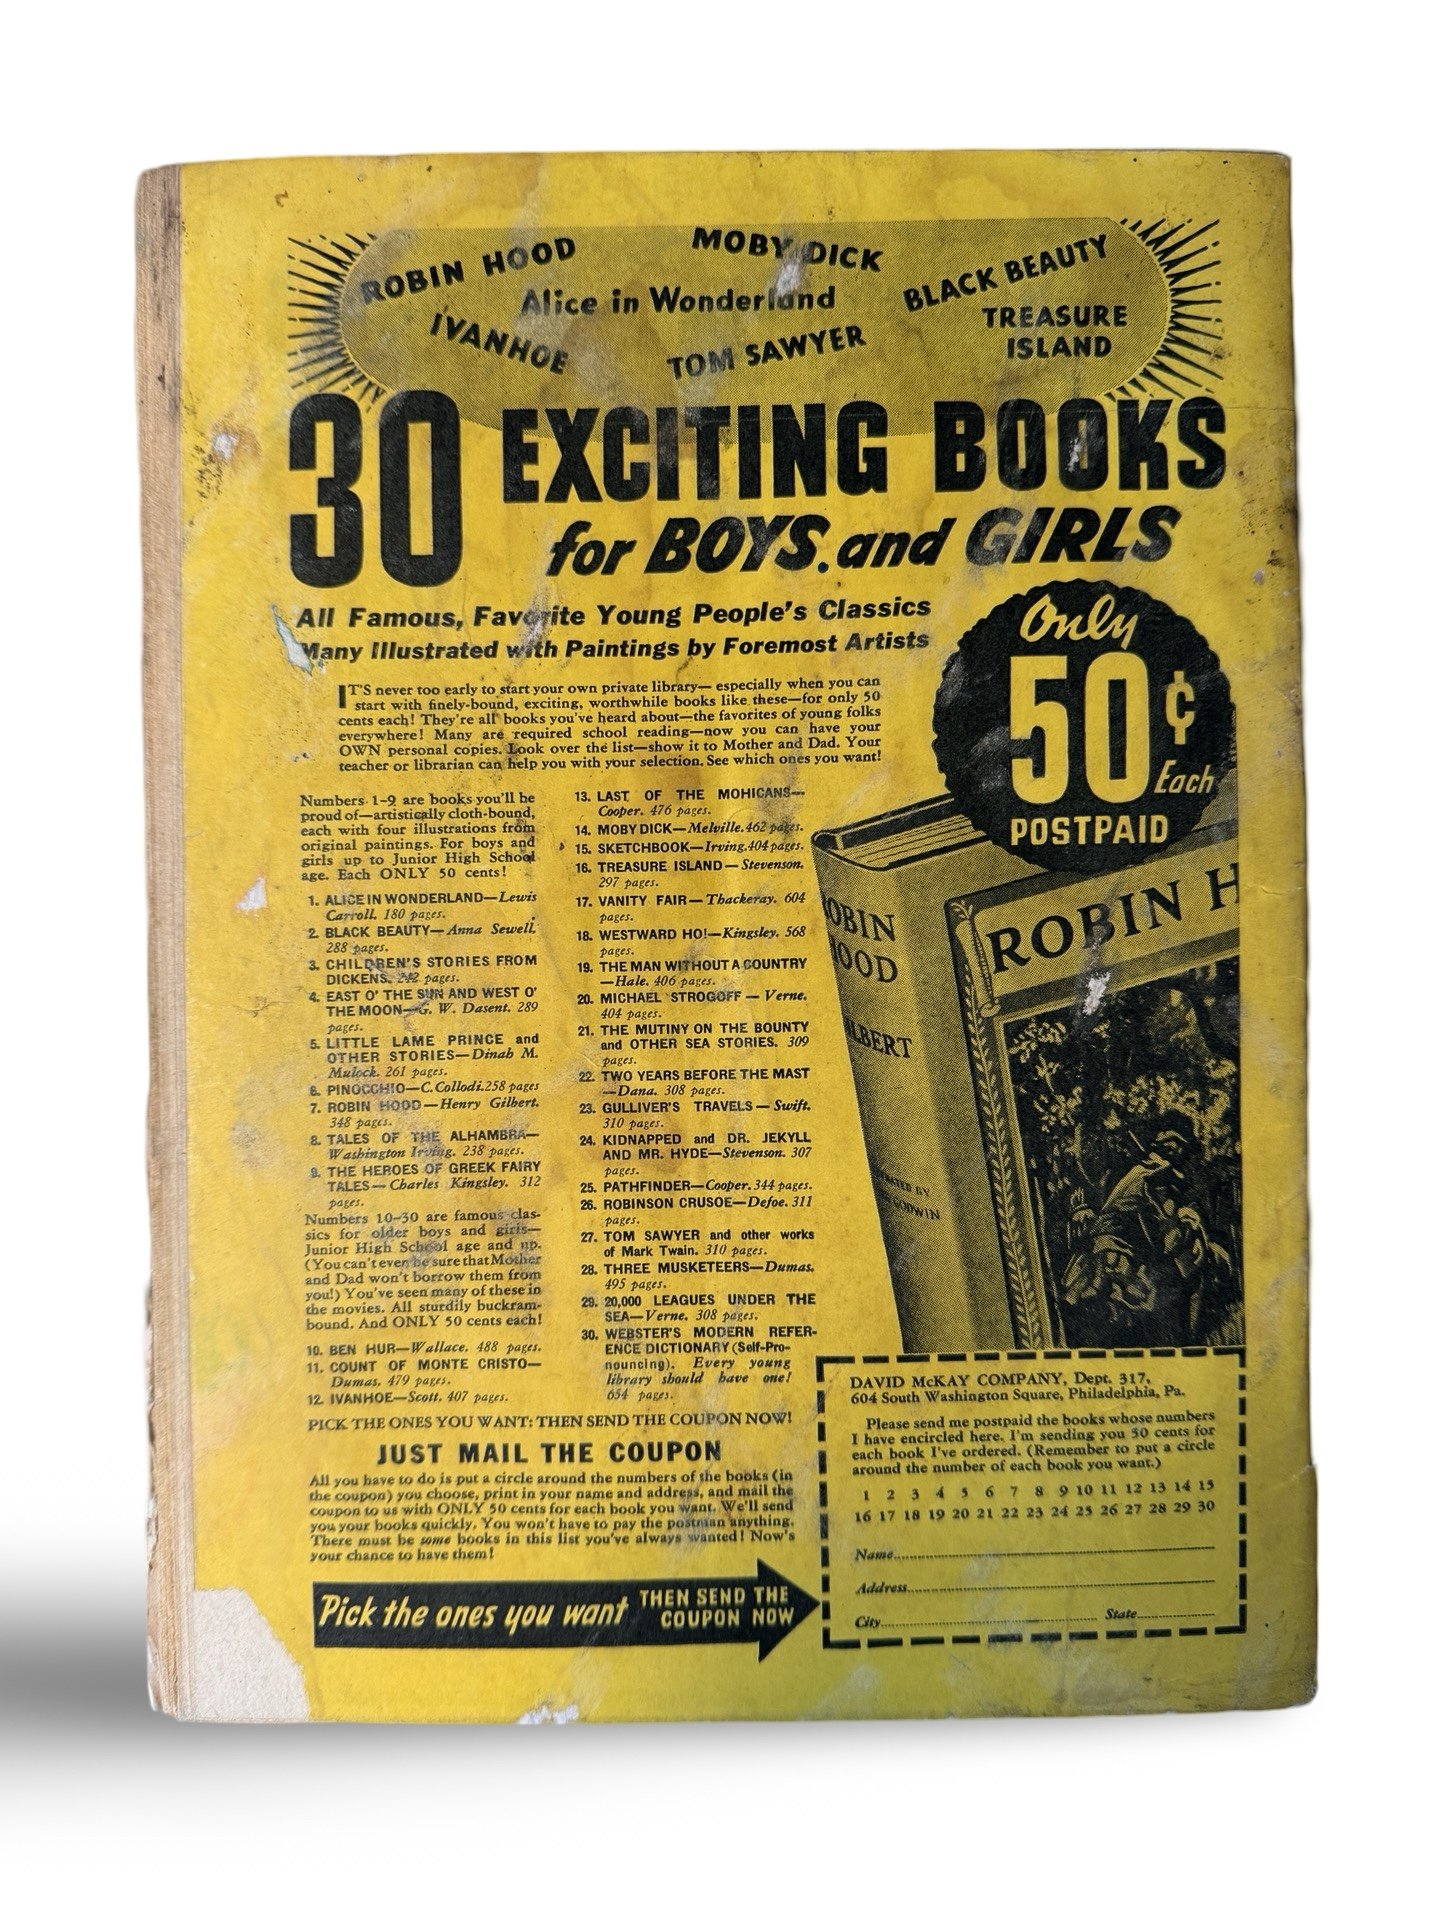 ROBIN HOOD
MOBY DICK
BLACK BEAUTY
Alice in Wonderland
IVANHOE
TOM SAWYER
TREASURE
ISLAND
30 EXCITING BOOKS
for BOYS and GIRLS
All Famous, Favorite Young People's Classics
Many Illustrated with Paintings by Foremost Artists
Only
50¢
Each
POSTPAID
IT'S never too early to start your own private library— especially when you can
start with finely-bound, exciting, worthwhile books like these—for only 50
cents each! They're all books you've heard about—the favorites of young folks
everywhere! Many are required school reading—now you can have your
OWN personal copies. Look over the list—show it to Mother and Dad. Your
teacher or librarian can help you with your selection. See which ones you want!
Numbers 1-9 are books you'll be
proud of—artistically cloth-bound,
each with four illustrations from
original paintings. For boys and
girls up to Junior High School
age. Each ONLY 50 cents!
1. ALICE IN WONDERLAND—Lewis
Carroll. 180 pages.
2. BLACK BEAUTY—Anna Sewell.
288 pages.
3. CHILDREN'S STORIES FROM
DICKENS. 242 pages.
4. EAST O' THE SUN AND WEST O'
THE MOON—G. W. Dasent. 289
pages.
5. LITTLE LAME PRINCE and
OTHER STORIES—Dinah M.
Mulock. 261 pages.
6. PINOCCHIO—C. Collodi. 258 pages
7. ROBIN HOOD—Henry Gilbert.
348 pages.
8. TALES OF THE ALHAMBRA—
Washington Irving. 238 pages.
9. THE HEROES OF GREEK FAIRY
TALES—Charles Kingsley. 312
pages.
Numbers 10-30 are famous clas-
sics for older boys and girls—
Junior High School age and up.
(You can't even be sure that Mother
and Dad won't borrow them from
you!) You've seen many of these in
the movies. All sturdily buckram-
bound. And ONLY 50 cents each!
10. BEN HUR—Wallace. 488 pages.
11. COUNT OF MONTE CRISTO—
Dumas. 479 pages.
12. IVANHOE—Scott. 407 pages.
13. LAST OF THE MOHICANS—
Cooper. 476 pages.
14. MOBY DICK—Melville. 462 pages.
15. SKETCHBOOK—Irving. 404 pages.
16. TREASURE ISLAND—Stevenson.
297 pages.
17. VANITY FAIR—Thackeray. 604
pages.
18. WESTWARD HO!—Kingsley. 568
pages.
19. THE MAN WITHOUT A COUNTRY
—Hale. 406 pages.
20. MICHAEL STROGOFF—Verne.
404 pages.
21. THE MUTINY ON THE BOUNTY
and OTHER SEA STORIES. 309
pages.
22. TWO YEARS BEFORE THE MAST
—Dana. 308 pages.
23. GULLIVER'S TRAVELS—Swift.
310 pages.
24. KIDNAPPED and DR. JEKYLL
AND MR. HYDE—Stevenson. 307
pages.
25. PATHFINDER—Cooper. 344 pages.
26. ROBINSON CRUSOE—Defoe. 311
pages.
27. TOM SAWYER and other works
of Mark Twain. 310 pages.
28. THREE MUSKETEERS—Dumas.
495 pages.
29. 20,000 LEAGUES UNDER THE
SEA—Verne. 308 pages.
30. WEBSTER'S MODERN REFER-
ENCE DICTIONARY (Self-Pro-
nouncing). Every young
library should have one!
654 pages.
OBIN
OOD
LBERT
ROBIN H
PICK THE ONES YOU WANT: THEN SEND THE COUPON NOW!
JUST MAIL THE COUPON
All you have to do is put a circle around the numbers of the books (in
the coupon) you choose, print in your name and address, and mail the
coupon to us with ONLY 50 cents for each book you want. We'll send
you your books quickly. You won't have to pay the postman anything.
There must be some books in this list you've always wanted! Now's
your chance to have them!
Pick the ones you want THEN SEND THE
COUPON NOW
DAVID McKAY COMPANY, Dept. 317,
604 South Washington Square, Philadelphia, Pa.
Please send me postpaid the books whose numbers
I have encircled here. I'm sending you 50 cents for
each book I've ordered. (Remember to put a circle
around the number of each book you want.)
1 2 3 4 5 6 7 8 9 10 11 12 13 14 15
16 17 18 19 20 21 22 23 24 25 26 27 28 29 30
Name
Address
City State